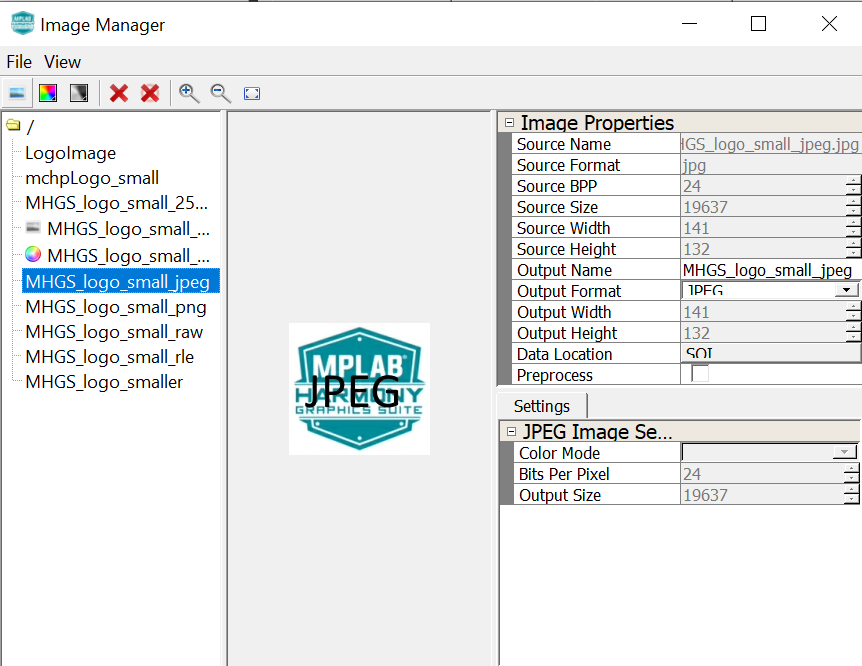 Image Manager
File View
/
LogoImage
mchpLogo_small
MHGS_logo_small_25...
MHGS_logo_small_...
MHGS_logo_small_...
MHGS_logo_small_jpeg
MHGS_logo_small_png
MHGS_logo_small_raw
MHGS_logo_small_rle
MHGS_logo_smaller
MPLAB®
HARMONY
JPEG
GRAPHICS SUITE
Image Properties
Source Name HGS_logo_small_jpeg.jpg
Source Format jpg
Source BPP 24
Source Size 19637
Source Width 141
Source Height 132
Output Name MHGS_logo_small_jpeg
Output Format JPEG
Output Width 141
Output Height 132
Data Location SQI
Preprocess
Settings
JPEG Image Se...
Color Mode
Bits Per Pixel 24
Output Size 19637